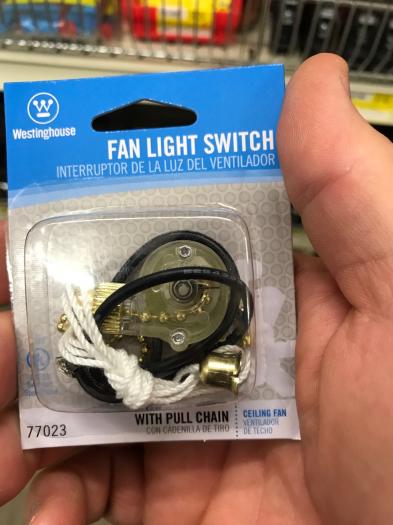 Westinghouse
FAN LIGHT SWITCH
INTERRUPTOR DE LA LUZ DEL VENTILADOR
WITH PULL CHAIN
CON CADENILLA DE TIRO
CEILING FAN
VENTILADOR
DE TECHO
77023